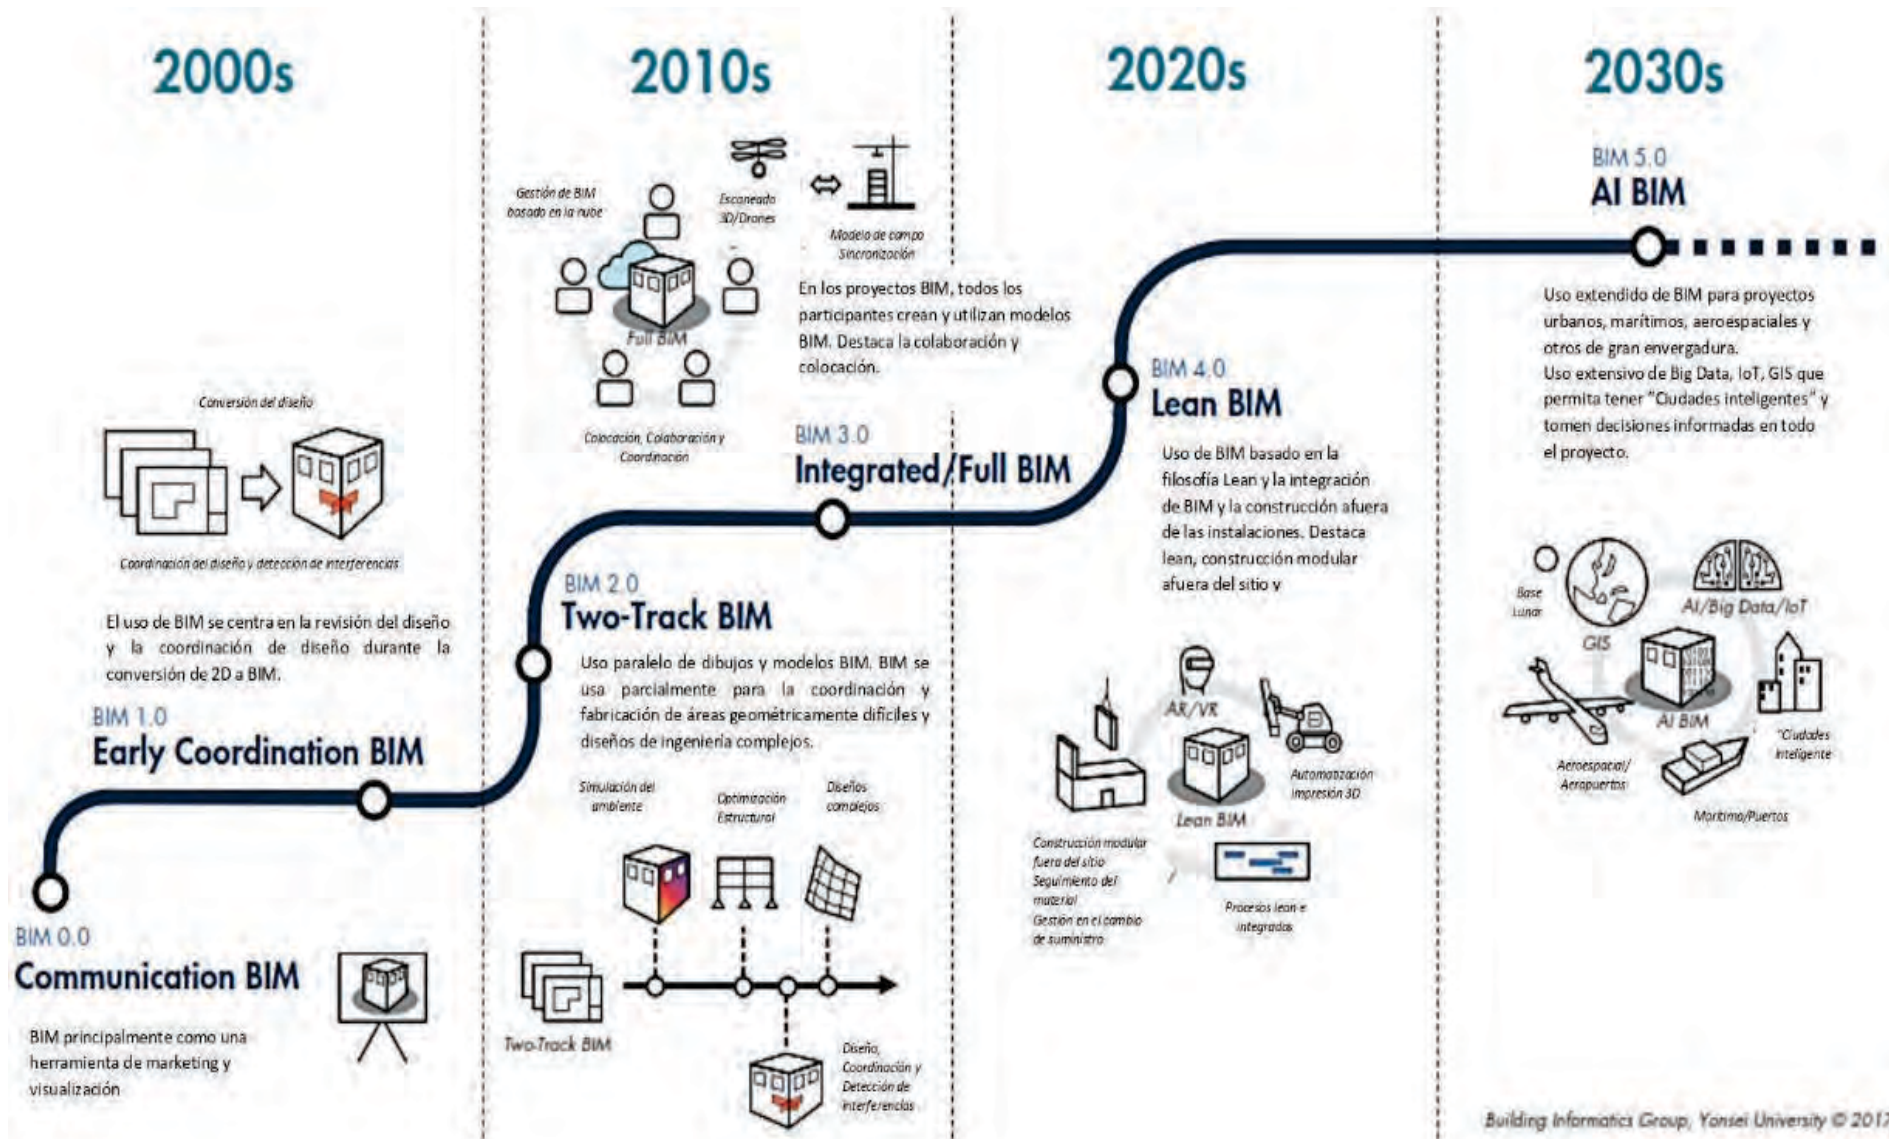 2000s
2010s
2020s
2030s
Conversión del diseño
Coordinación del diseño y detección de interferencias
El uso de BIM se centra en la revisión del diseño
y la coordinación de diseño durante la
conversión de 2D a BIM.
BIM 1.0
Early Coordination BIM
BIM 0.0
Communication BIM
BIM principalmente como una
herramienta de marketing y
visualización
Gestión de BIM
basado en la nube
Escaneado
3D/Drones
Modelo de campo
Sincronización
Full BIM
Colocación, Colaboración y
Coordinación
En los proyectos BIM, todos los
participantes crean y utilizan modelos
BIM. Destaca la colaboración y
colocación.
BIM 3.0
Integrated/Full BIM
BIM 2.0
Two-Track BIM
Uso paralelo de dibujos y modelos BIM. BIM se
usa parcialmente para la coordinación y
fabricación de áreas geométricamente difíciles y
diseños de ingeniería complejos.
Simulación del
ambiente
Optimización
Estructural
Diseños
complejos
Two-Track BIM
Diseño,
Coordinación y
Detección de
interferencias
BIM 4.0
Lean BIM
Uso de BIM basado en la
filosofía Lean y la integración
de BIM y la construcción afuera
de las instalaciones. Destaca
lean, construcción modular
afuera del sitio y
AR/VR
Automatización
impresión 3D
Lean BIM
Construcción modular
fuera del sitio
Seguimiento del
material
Gestión en el cambio
de suministro
Procesos lean e
integrados
BIM 5.0
AI BIM
Uso extendido de BIM para proyectos
urbanos, marítimos, aeroespaciales y
otros de gran envergadura.
Uso extensivo de Big Data, IoT, GIS que
permita tener "Ciudades inteligentes" y
tomen decisiones informadas en todo
el proyecto.
Base
Lunar
GIS
AI/Big Data/IoT
AI BIM
"Ciudades
Inteligente
Aeroespacial/
Aeropuertos
Marítimo/Puertos
Building Informatics Group, Yonsei University © 2017